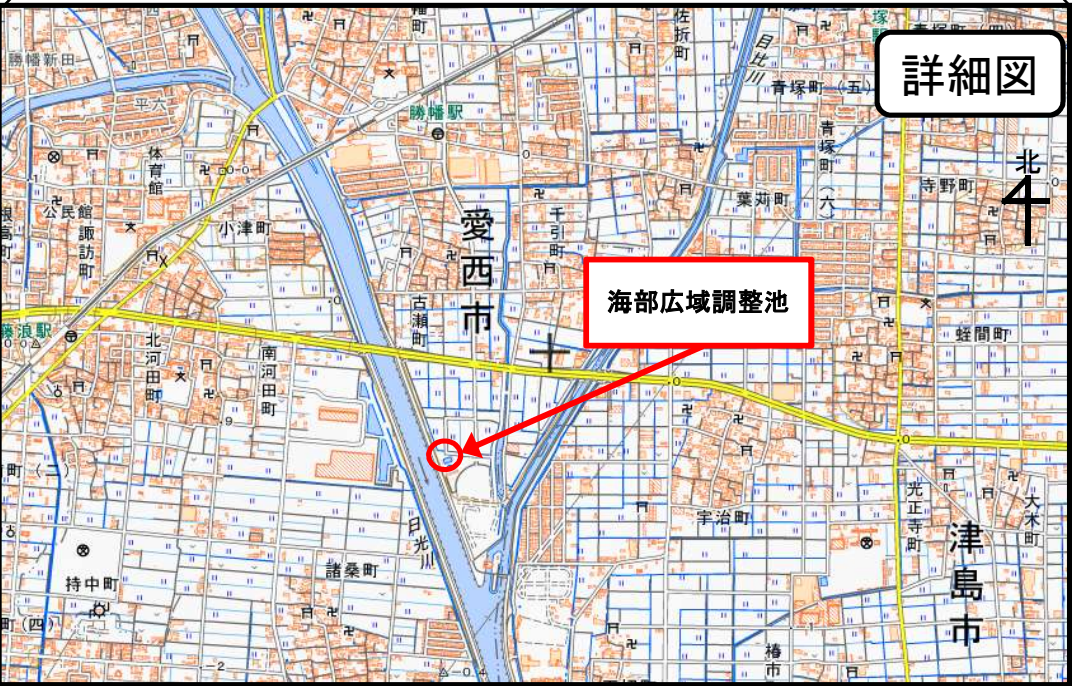 詳細図
北
海部広域調整池
愛西市
津島市
勝幡新田
平六
体育館
公民館
諏訪町
小津町
勝幡駅
佐折町
目比川
青塚町(五)
青塚町(六)
葉苅町
寺野町
千引町
古瀬町
藤浪駅
北河田町
南河田町
蛭間町
日光川
諸桑町
持中町
宇治町
光正寺町
大木町
椿市
町(二)
町(四)
-2
△-0.4